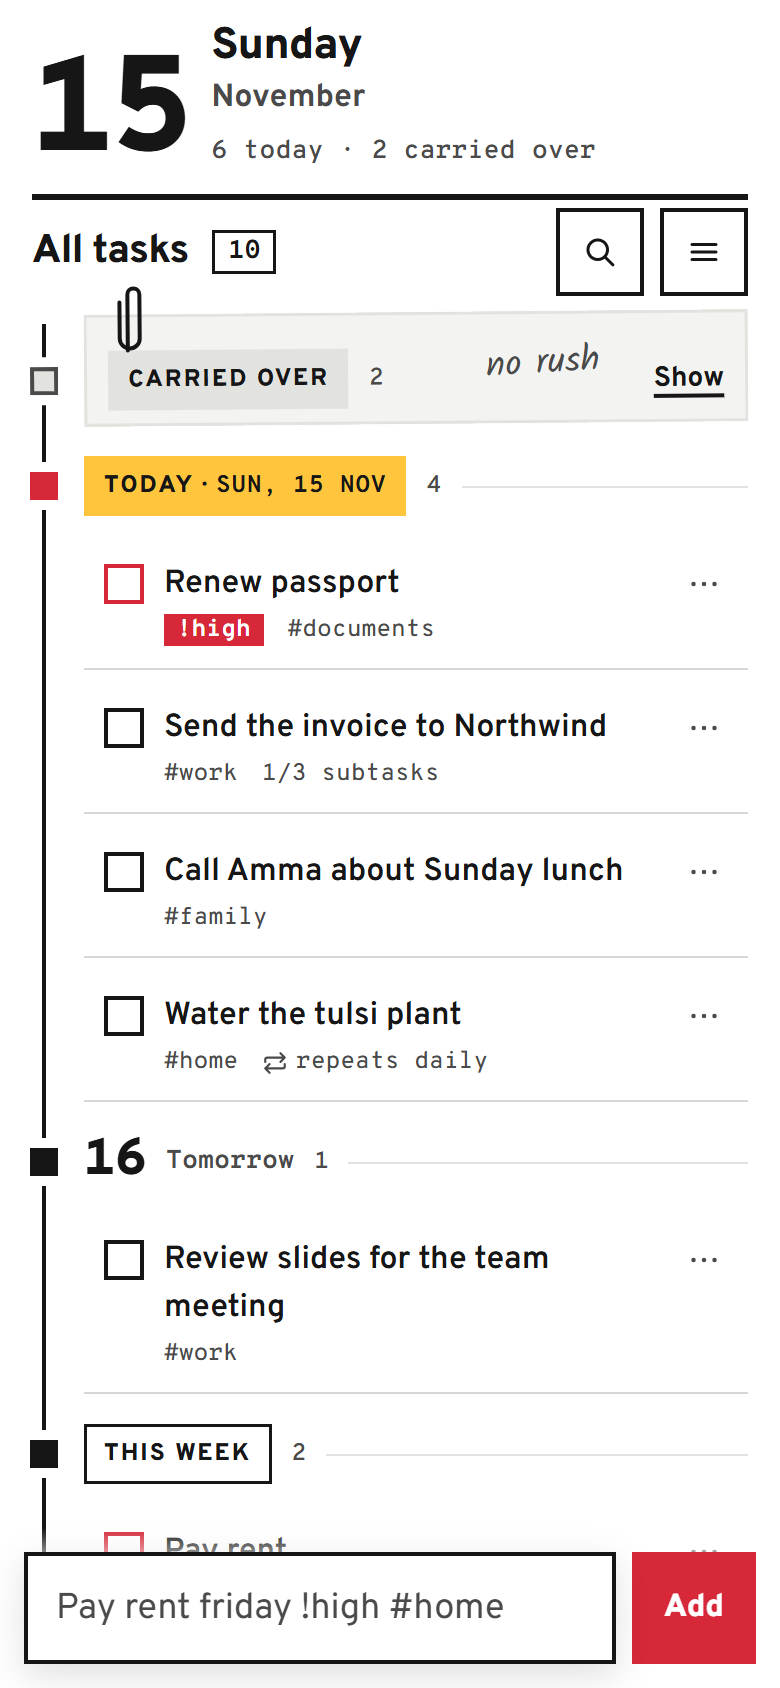 15
Sunday
November
6 today · 2 carried over
All tasks 10
CARRIED OVER 2 no rush Show
TODAY · SUN, 15 NOV 4
Renew passport
!high #documents
Send the invoice to Northwind
#work 1/3 subtasks
Call Amma about Sunday lunch
#family
Water the tulsi plant
#home repeats daily
16 Tomorrow 1
Review slides for the team
meeting
#work
THIS WEEK 2
Pay rent
Pay rent friday !high #home Add